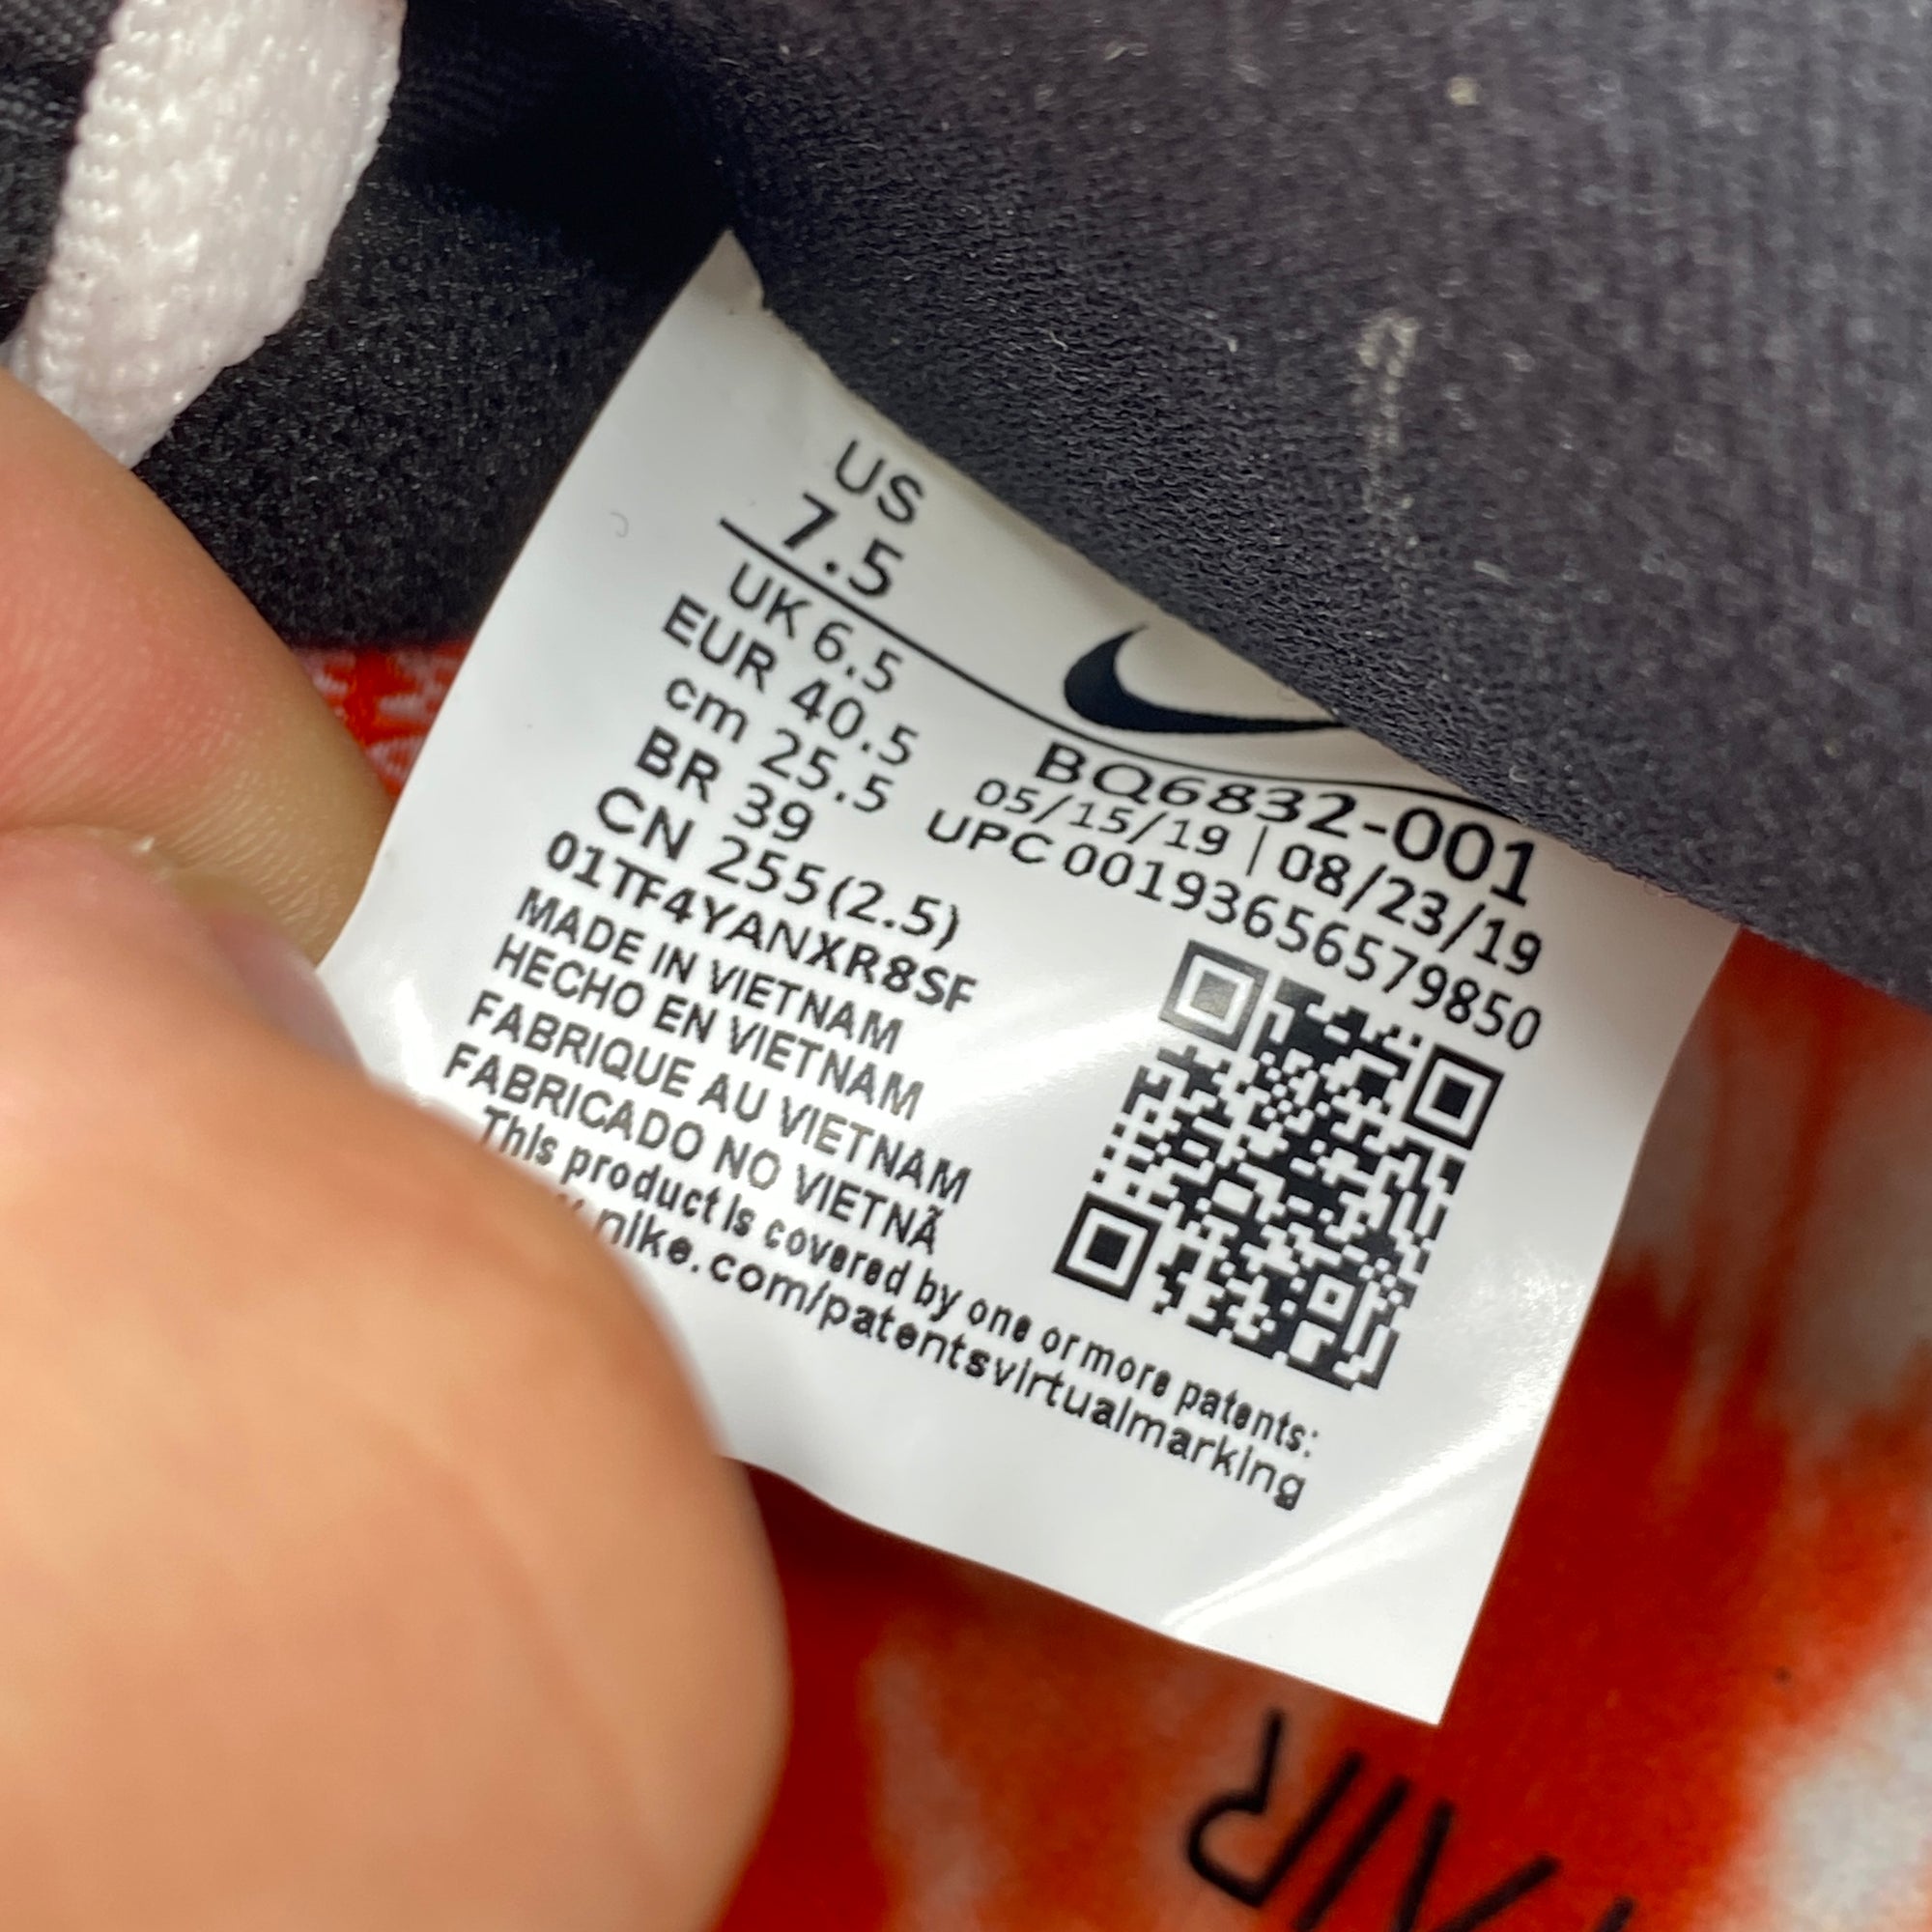 US
7.5
UK 6.5
EUR 40.5
cm 25.5
BR 39
CN 255(2.5)
01TF4YANXR8SF
BQ6832-001
05/15/19 | 08/23/19
UPC 00193656579850
MADE IN VIETNAM
HECHO EN VIETNAM
FABRIQUE AU VIETNAM
FABRICADO NO VIETNÃ
This product is covered by one or more patents:
nike.com/patentsvirtualmarking
AIR